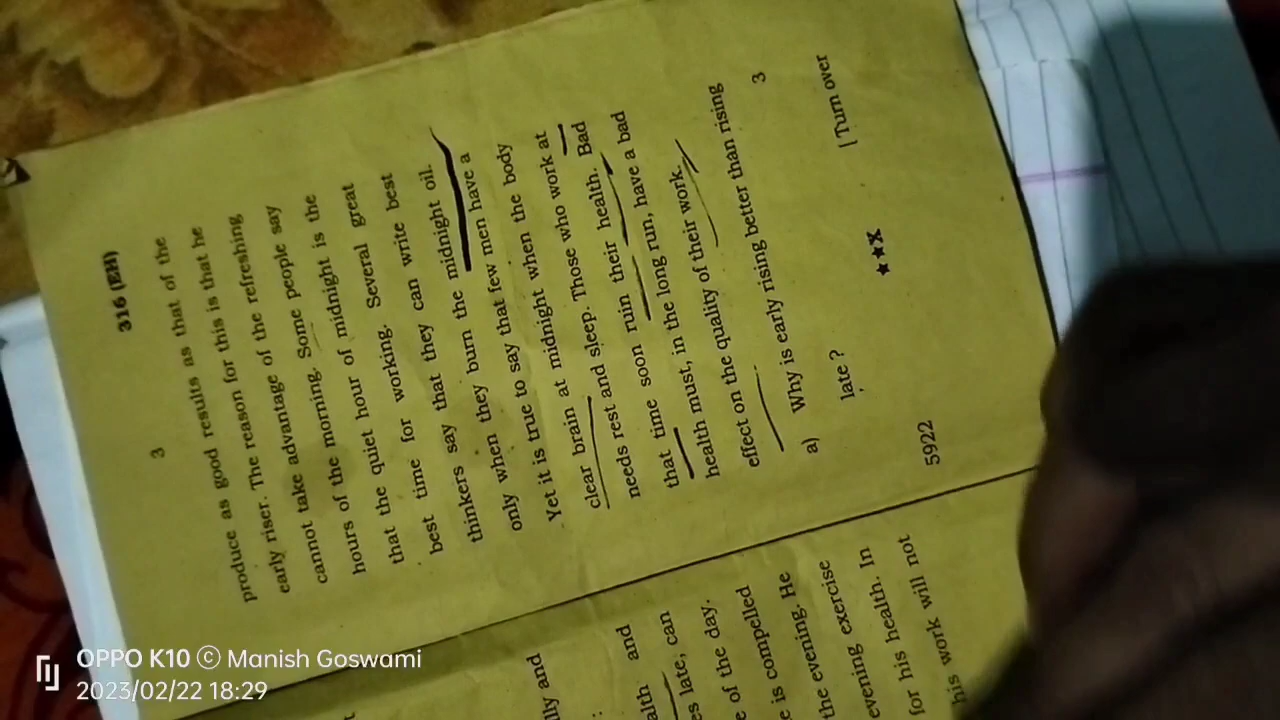 316 (EH)
3
produce as good results as that of the
early riser. The reason for this is that he
cannot take advantage of the refreshing
hours of the morning. Some people say
that the quiet hour of midnight is the
best time for working. Several great
thinkers say that they can write best
only when they burn the midnight oil.
Yet it is true to say that few men have a
clear brain at midnight when the body
needs rest and sleep. Those who work at
that time soon ruin their health. Bad
health must, in the long run, have a bad
effect on the quality of their work.
a) Why is early rising better than rising
late ? 3
5922
[ Turn over
lly and
alth and
es late, can
e of the day.
e is compelled
the evening. He
evening exercise
for his health. In
his work will not
OPPO K10 © Manish Goswami
2023/02/22 18:29